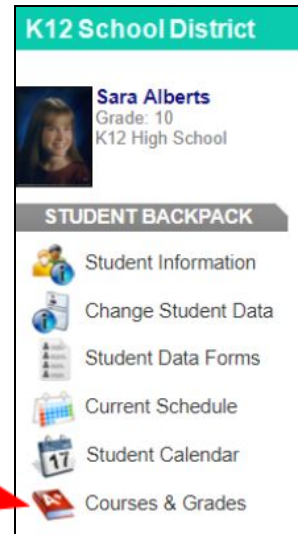 K12 School District
Sara Alberts
Grade: 10
K12 High School
STUDENT BACKPACK
Student Information
Change Student Data
Student Data Forms
Current Schedule
17
Student Calendar
A+
Courses & Grades